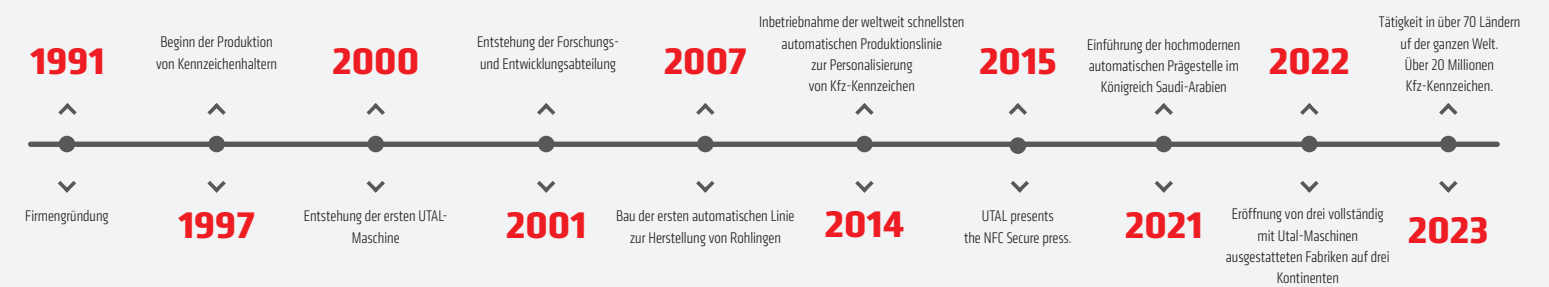 1991
Firmengründung
Beginn der Produktion
von Kennzeichenhaltern
1997
2000
Entstehung der ersten UTAL-
Maschine
Entstehung der Forschungs-
und Entwicklungsabteilung
2001
2007
Bau der ersten automatischen Linie
zur Herstellung von Rohlingen
Inbetriebnahme der weltweit schnellsten
automatischen Produktionslinie
zur Personalisierung
von Kfz-Kennzeichen
2014
2015
UTAL presents
the NFC Secure press.
Einführung der hochmodernen
automatischen Prägestelle im
Königreich Saudi-Arabien
2021
2022
Eröffnung von drei vollständig
mit Utal-Maschinen
ausgestatteten Fabriken auf drei
Kontinenten
Tätigkeit in über 70 Ländern
uf der ganzen Welt.
Über 20 Millionen
Kfz-Kennzeichen.
2023